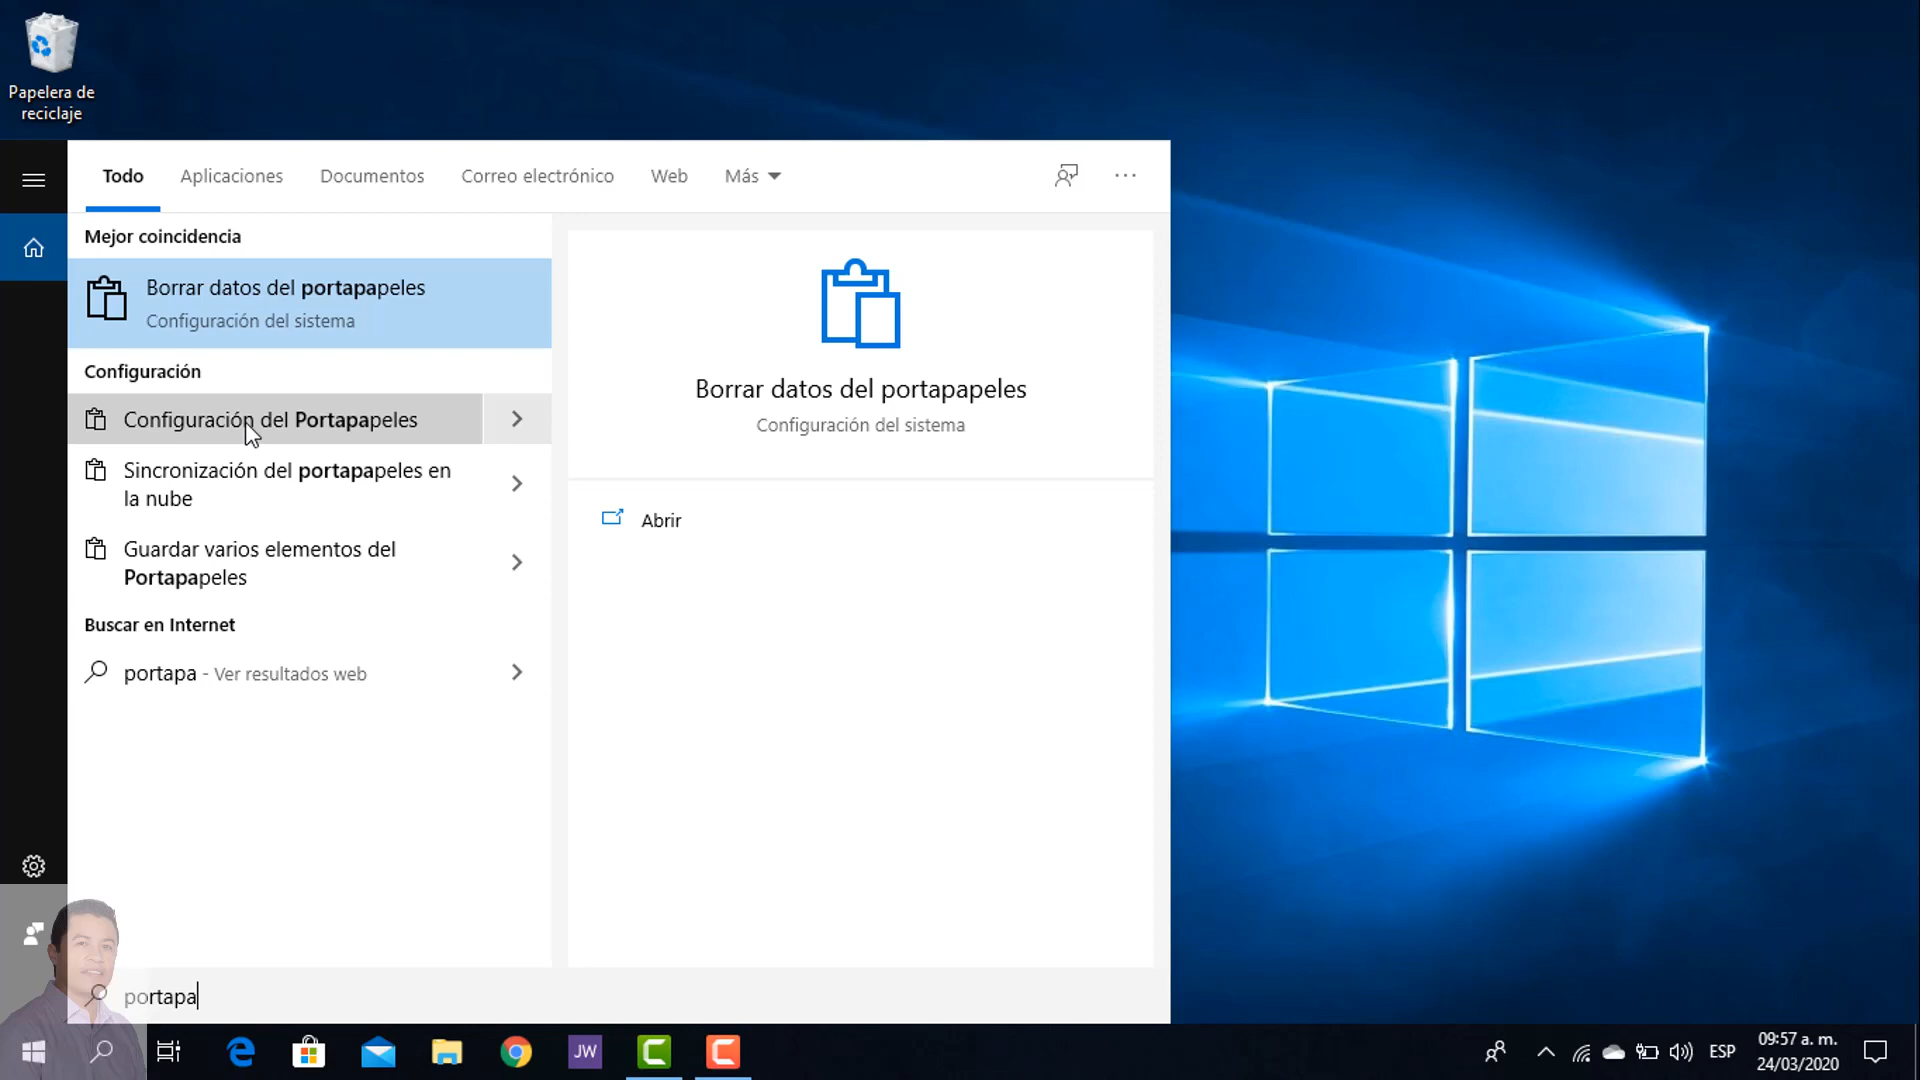 Papelera de
reciclaje
Todo Aplicaciones Documentos Correo electrónico Web Más
Mejor coincidencia
Borrar datos del portapapeles
Configuración del sistema
Configuración
Configuración del Portapapeles
Sincronización del portapapeles en
la nube
Guardar varios elementos del
Portapapeles
Buscar en Internet
portapa - Ver resultados web
Borrar datos del portapapeles
Configuración del sistema
Abrir
portapa
JW
ESP
09:57 a. m.
24/03/2020